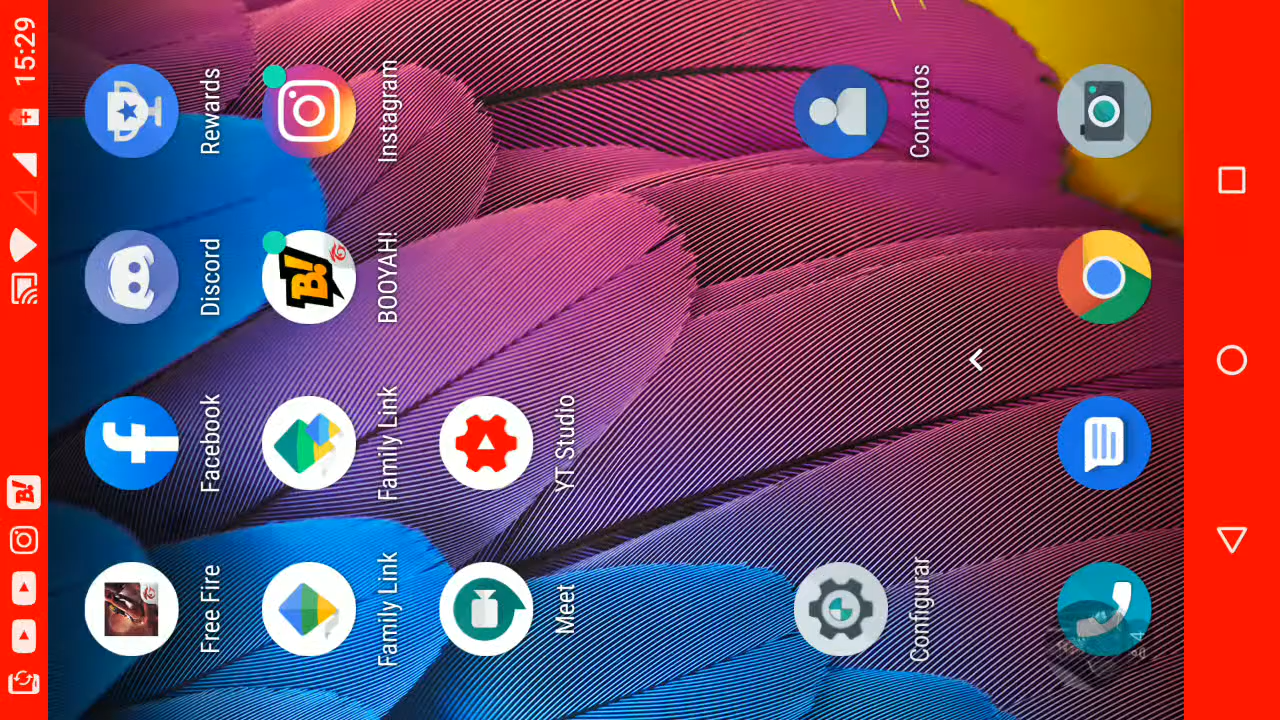 15:29
Free Fire
Facebook
Discord
Rewards
Family Link
Family Link
BOOYAH!
Instagram
Meet
YT Studio
Configurar
Contatos